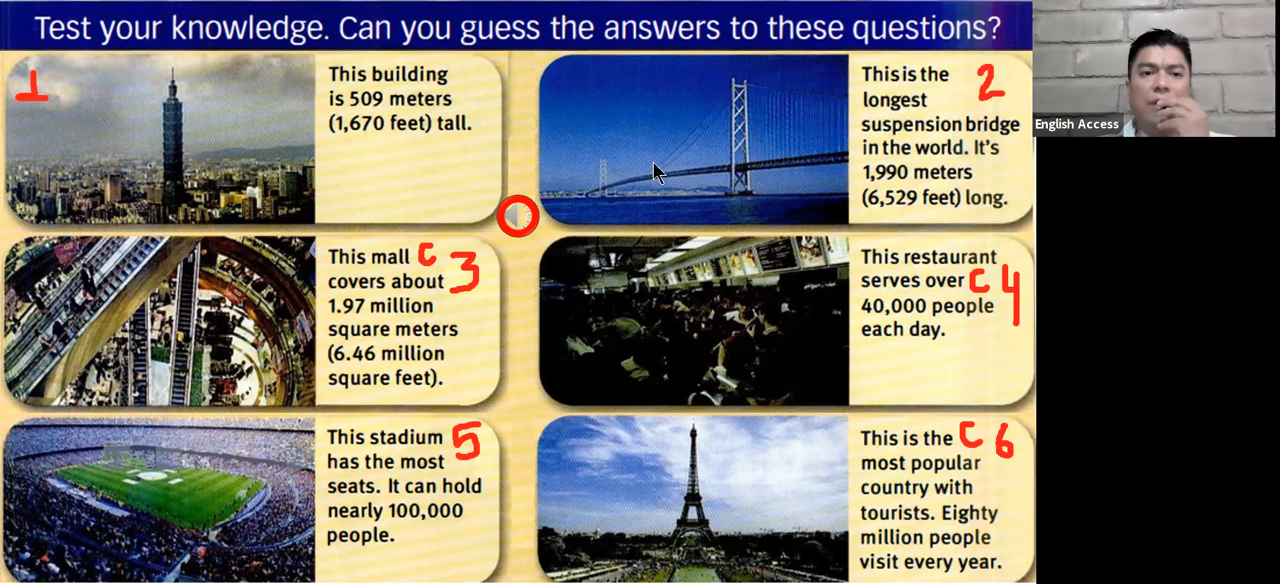 Test your knowledge. Can you guess the answers to these questions?
1
This building
is 509 meters
(1,670 feet) tall.
This is the
longest
suspension bridge
in the world. It's
1,990 meters
(6,529 feet) long.
2
English Access
This mall
covers about
1.97 million
square meters
(6.46 million
square feet).
C 3
This restaurant
serves over
40,000 people
each day.
C 4
This stadium
has the most
seats. It can hold
nearly 100,000
people.
5
This is the
most popular
country with
tourists. Eighty
million people
visit every year.
C 6